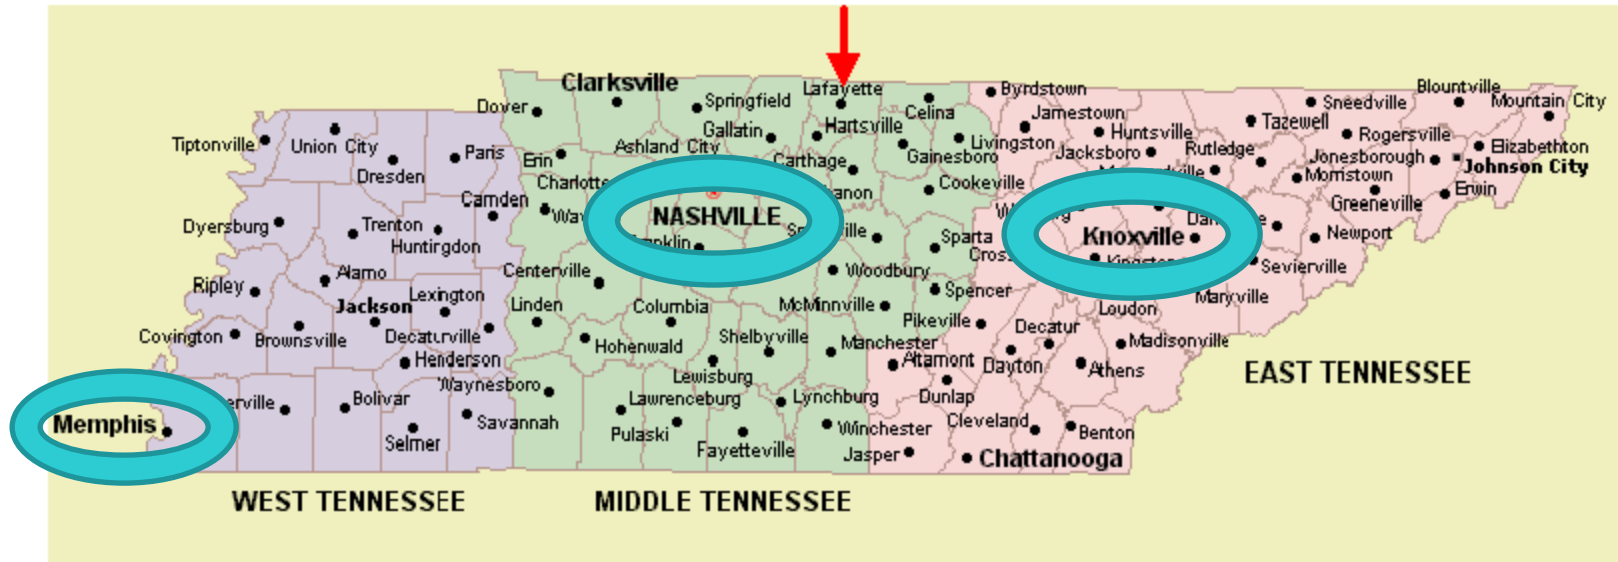 Clarksville
Lafayette
Byrdstown
Blountville
Dover
Springfield
Celina
Jamestown
Sneedville
Mountain City
Tiptonville
Union City
Paris
Gallatin
Hartsville
Livingston
Huntsville
Tazewell
Rogersville
Elizabethton
Erin
Ashland City
Carthage
Gainesboro
Jacksboro
Rutledge
Jonesborough
Johnson City
Dresden
Charlotte
Cookeville
Morristown
Erwin
Camden
NASHVILLE
Greeneville
Dyersburg
Trenton
Huntingdon
Sparta
Knoxville
Newport
Ripley
Alamo
Centerville
Woodbury
Sevierville
Jackson
Lexington
Linden
Columbia
McMinnville
Spencer
Maryville
Loudon
Covington
Brownsville
Decaturville
Hohenwald
Shelbyville
Manchester
Pikeville
Decatur
Madisonville
Henderson
Lewisburg
Altamont
Dayton
Athens
EAST TENNESSEE
Waynesboro
Dunlap
Memphis
Bolivar
Savannah
Lawrenceburg
Lynchburg
Cleveland
Selmer
Pulaski
Fayetteville
Winchester
Benton
Jasper
Chattanooga
WEST TENNESSEE
MIDDLE TENNESSEE